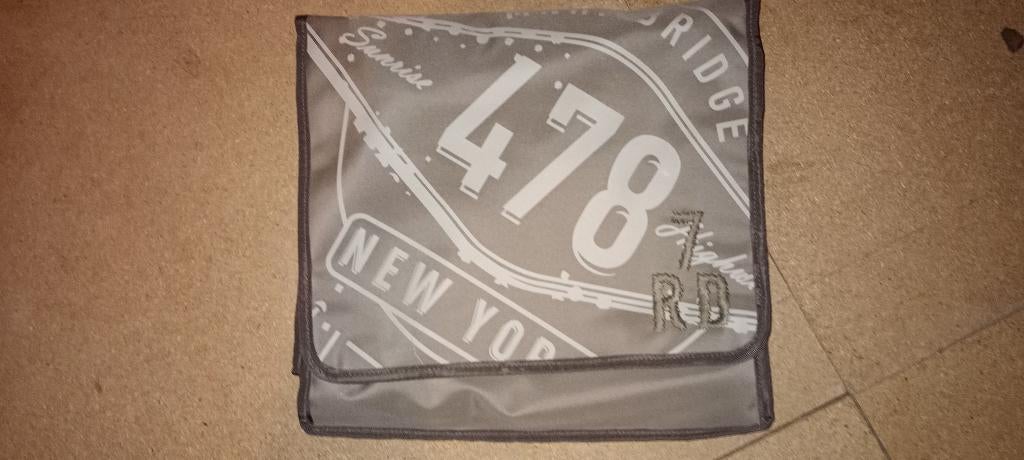 BRIDGE
Sunrise
478
7
RB
NEW YOR